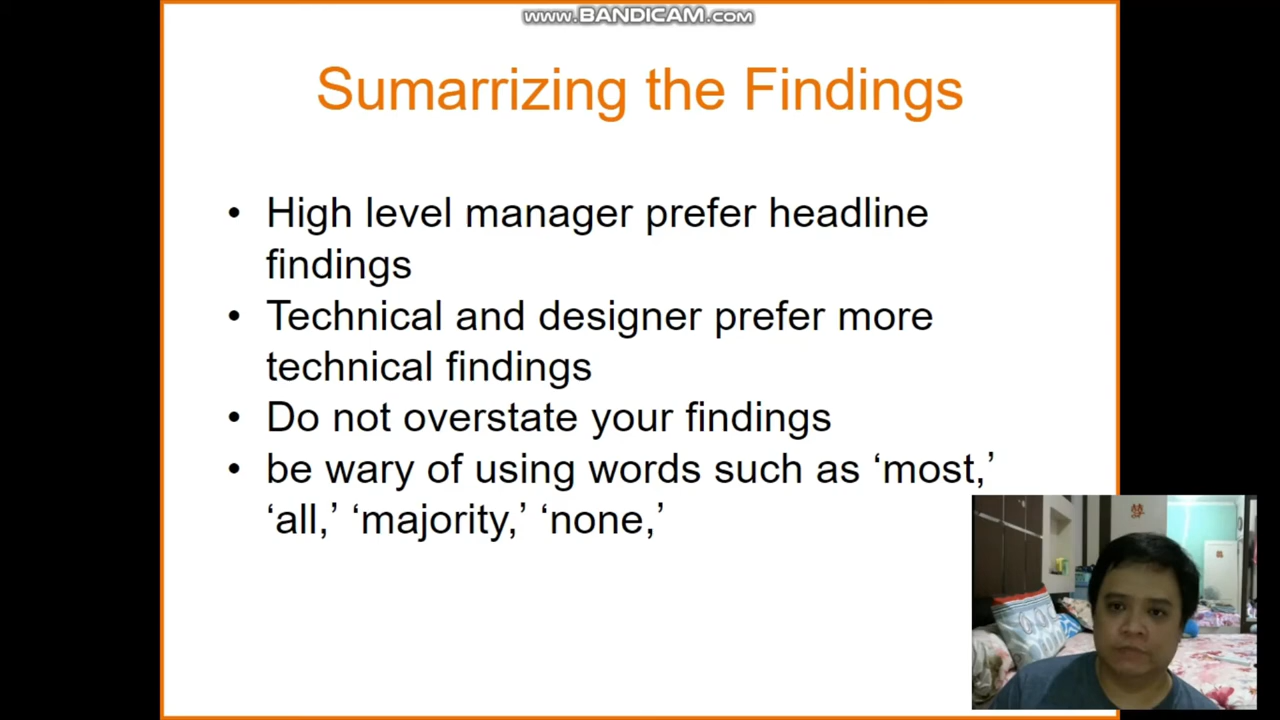 www.BANDICAM.com
Sumarrizing the Findings
• High level manager prefer headline
findings
• Technical and designer prefer more
technical findings
• Do not overstate your findings
• be wary of using words such as ‘most,’
‘all,’ ‘majority,’ ‘none,’